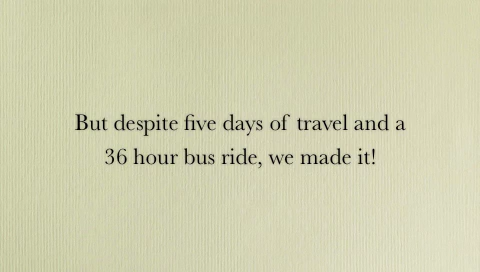 But despite five days of travel and a
36 hour bus ride, we made it!